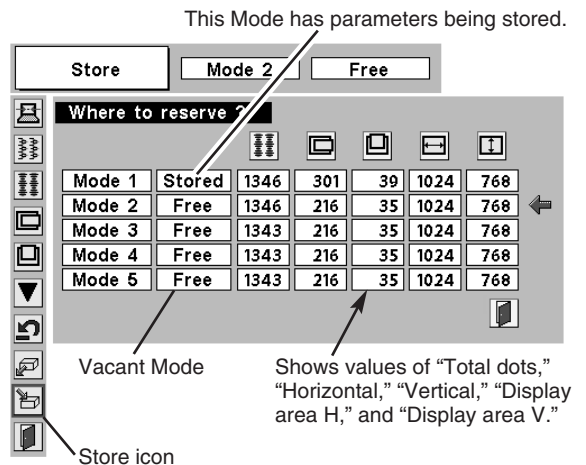 This Mode has parameters being stored.
Store Mode 2 Free
Where to reserve ?
Mode 1 Stored 1346 301 39 1024 768
Mode 2 Free 1346 216 35 1024 768
Mode 3 Free 1343 216 35 1024 768
Mode 4 Free 1343 216 35 1024 768
Mode 5 Free 1343 216 35 1024 768
Vacant Mode
Shows values of “Total dots,”
“Horizontal,” “Vertical,” “Display
area H,” and “Display area V.”
Store icon